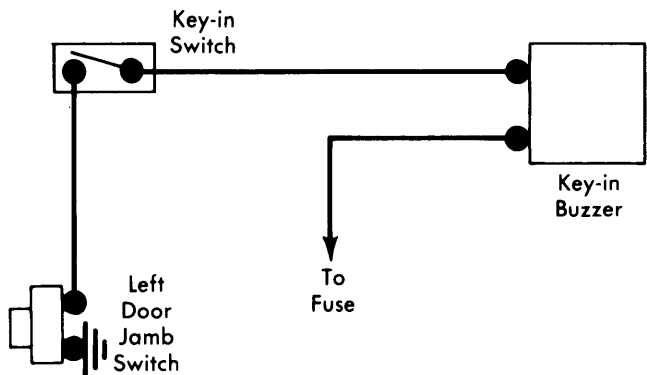 Key-in
Switch
Key-in
Buzzer
To
Fuse
Left
Door
Jamb
Switch